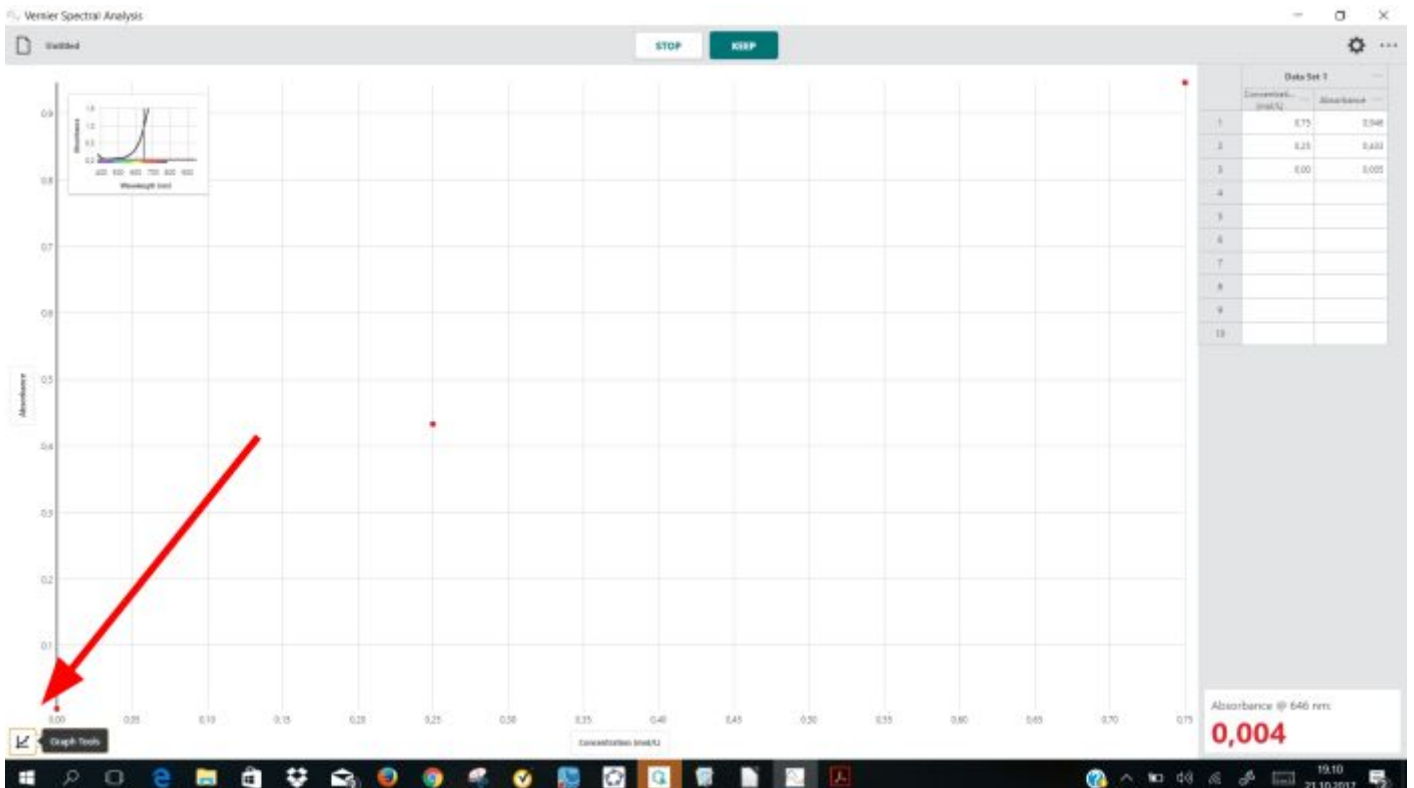 Vernier Spectral Analysis
Untitled
STOP
KEEP
Data Set 1
Concentrati... (mol/L)
Absorbance
1 0,75 0,946
2 0,25 0,433
3 0,00 0,005
4
5
6
7
8
9
10
Absorbance
0,9
0,8
0,7
0,6
0,5
0,4
0,3
0,2
0,1
Absorbance
Wavelength (nm)
0,00 0,05 0,10 0,15 0,20 0,25 0,30 0,35 0,40 0,45 0,50 0,55 0,60 0,65 0,70 0,75
Concentration (mol/L)
Graph Tools
Absorbance @ 646 nm:
0,004
19.10
21.10.2017